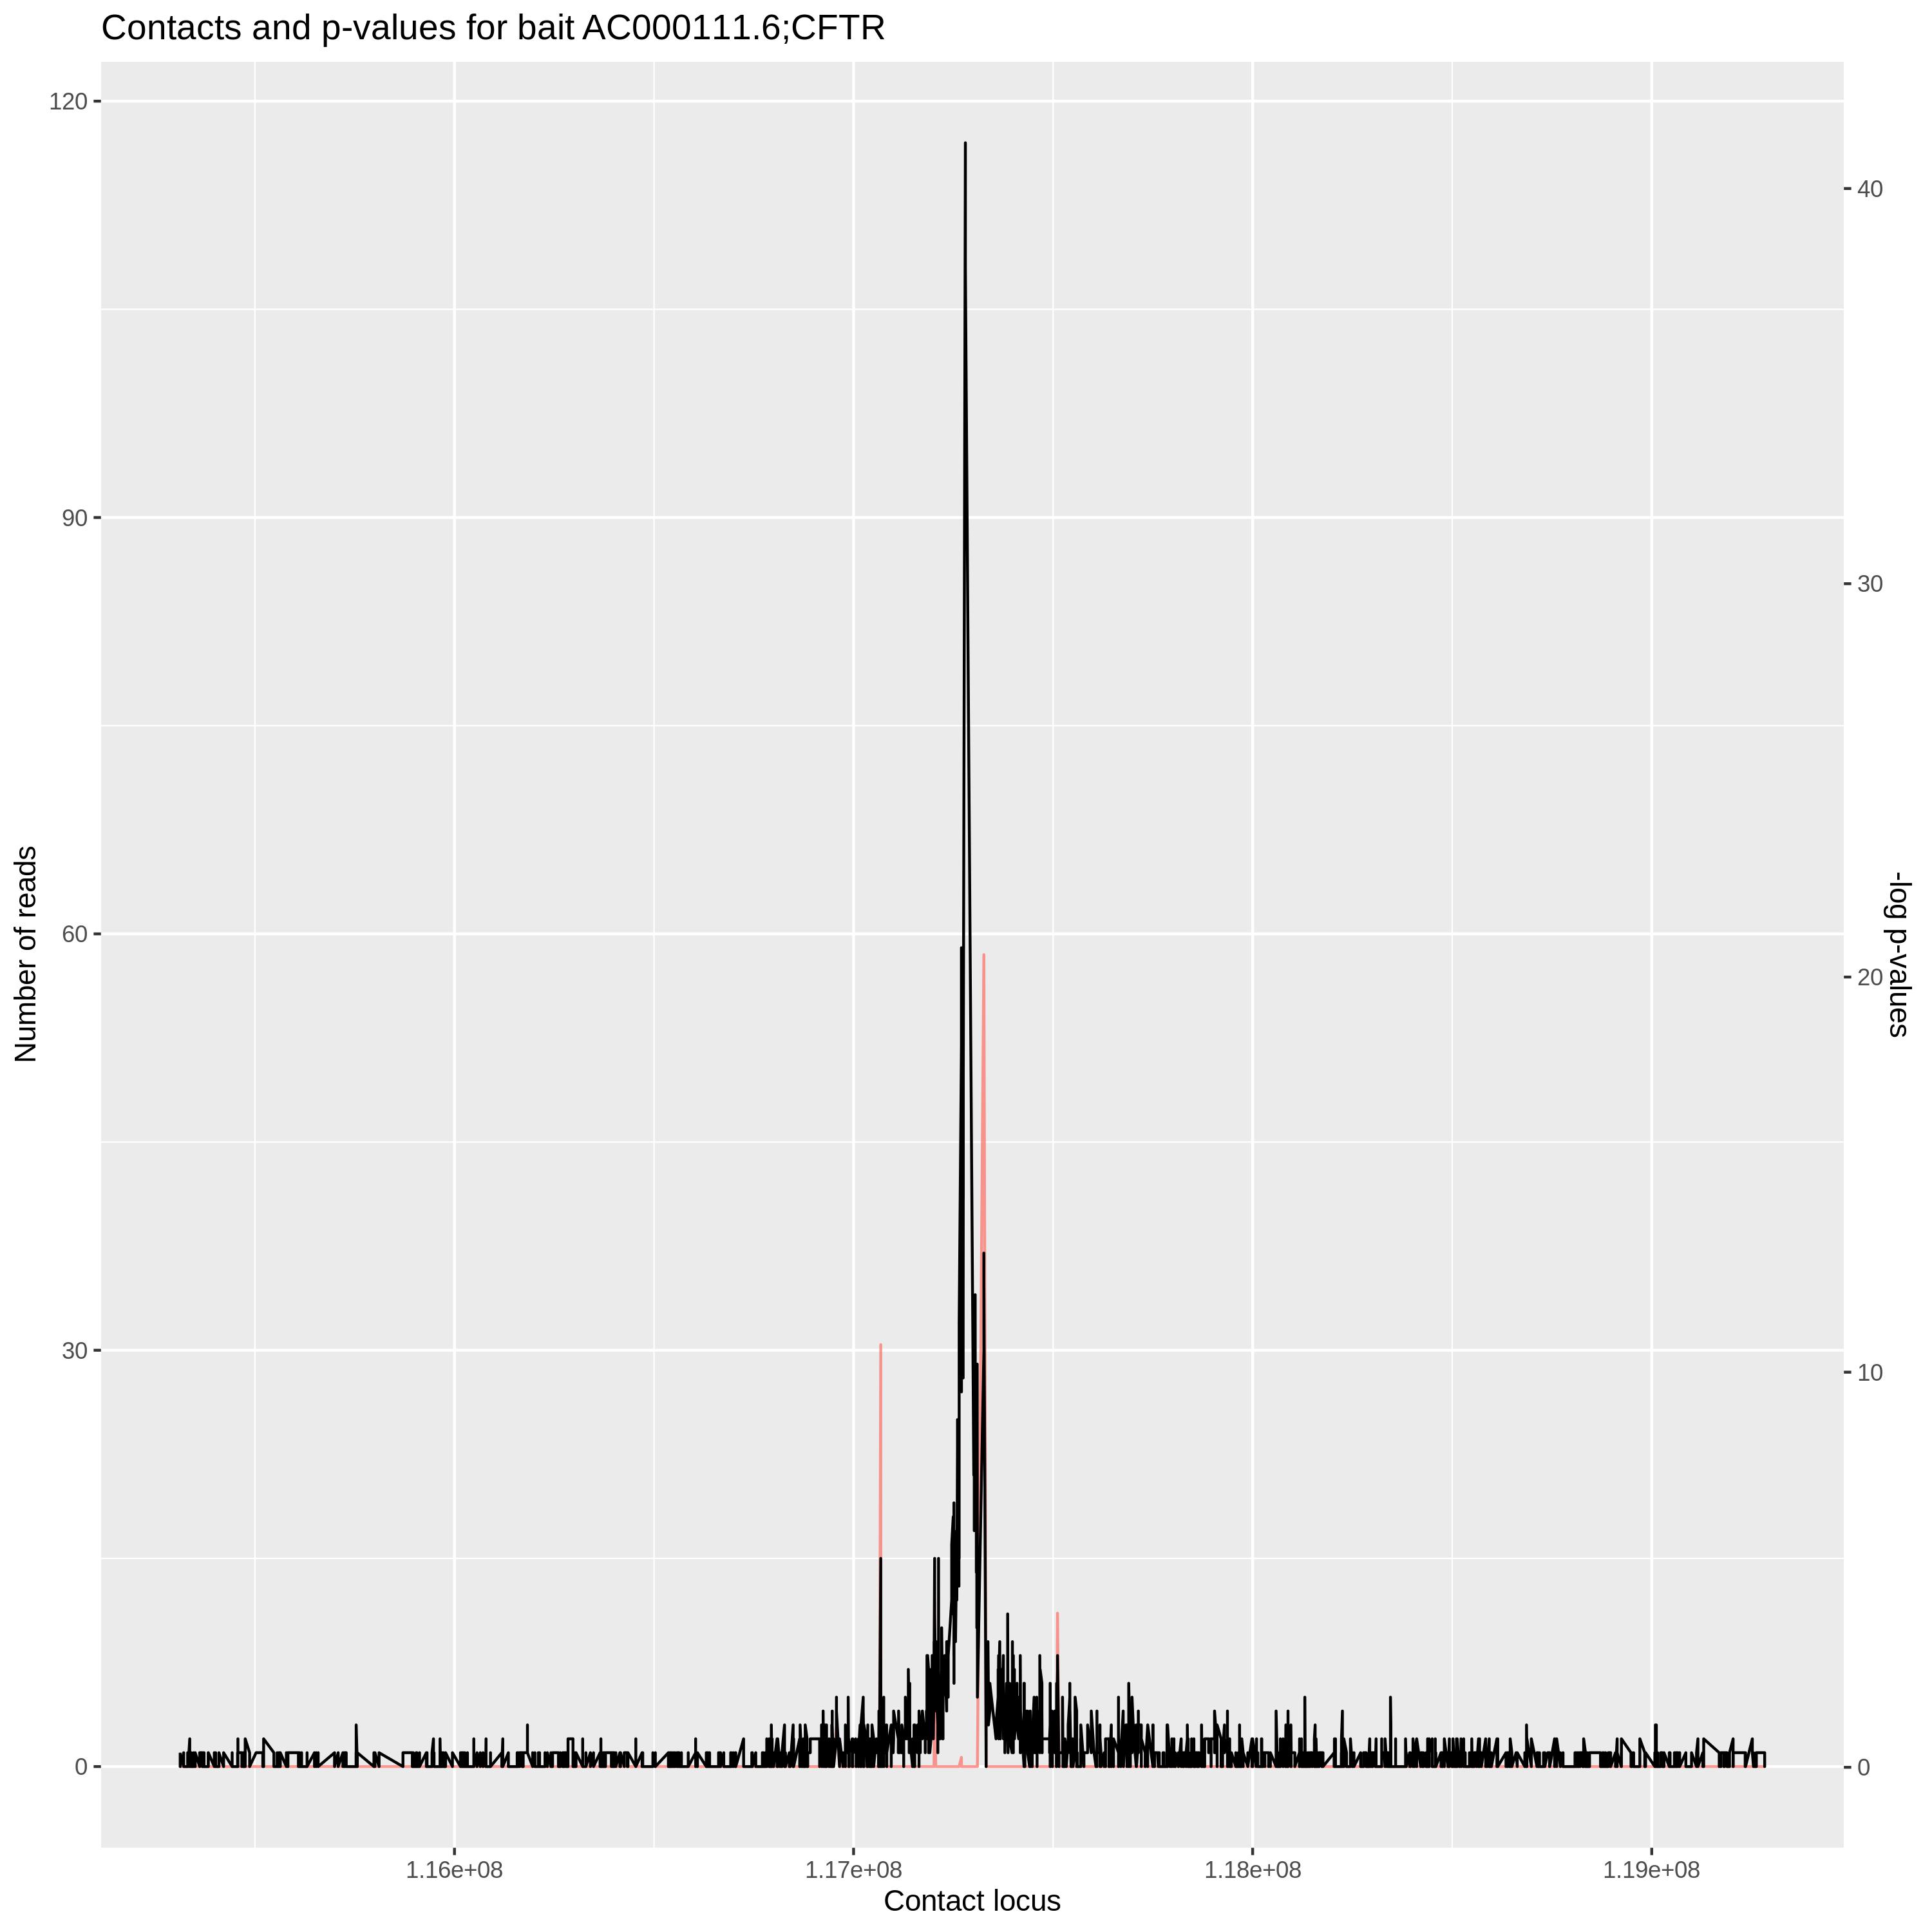 Contacts and p-values for bait AC000111.6;CFTR
120
90
60
30
0
Number of reads
40
30
20
10
0
-log p-values
1.16e+08
1.17e+08
1.18e+08
1.19e+08
Contact locus